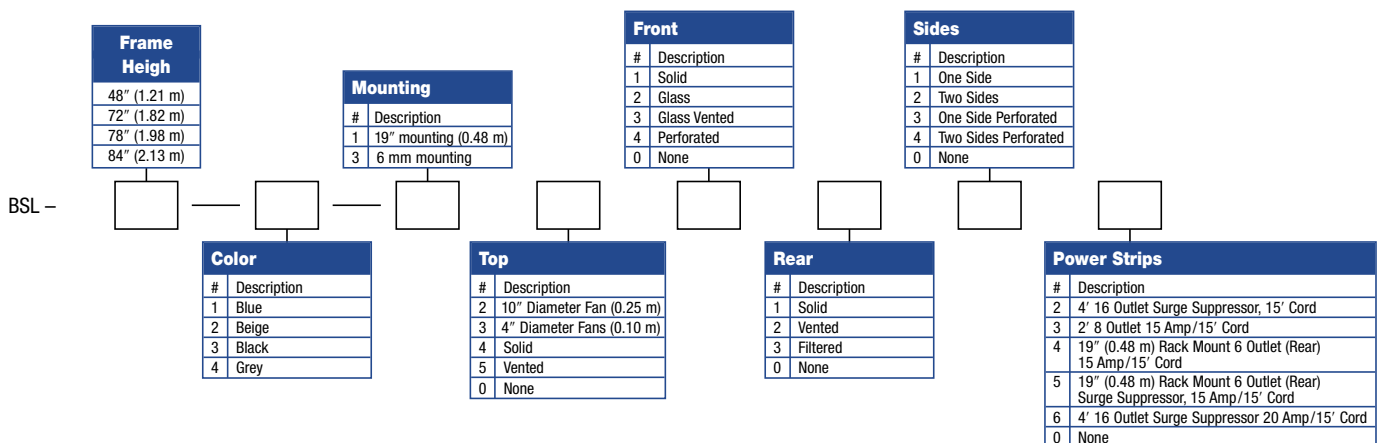 Frame
Heigh
48″ (1.21 m)
72″ (1.82 m)
78″ (1.98 m)
84″ (2.13 m)
Mounting
# Description
1 19″ mounting (0.48 m)
3 6 mm mounting
Front
# Description
1 Solid
2 Glass
3 Glass Vented
4 Perforated
0 None
Sides
# Description
1 One Side
2 Two Sides
3 One Side Perforated
4 Two Sides Perforated
0 None
BSL –
Color
# Description
1 Blue
2 Beige
3 Black
4 Grey
Top
# Description
2 10″ Diameter Fan (0.25 m)
3 4″ Diameter Fans (0.10 m)
4 Solid
5 Vented
0 None
Rear
# Description
1 Solid
2 Vented
3 Filtered
0 None
Power Strips
# Description
2 4′ 16 Outlet Surge Suppressor, 15′ Cord
3 2′ 8 Outlet 15 Amp/15′ Cord
4 19″ (0.48 m) Rack Mount 6 Outlet (Rear)
15 Amp/15′ Cord
5 19″ (0.48 m) Rack Mount 6 Outlet (Rear)
Surge Suppressor, 15 Amp/15′ Cord
6 4′ 16 Outlet Surge Suppressor 20 Amp/15′ Cord
0 None